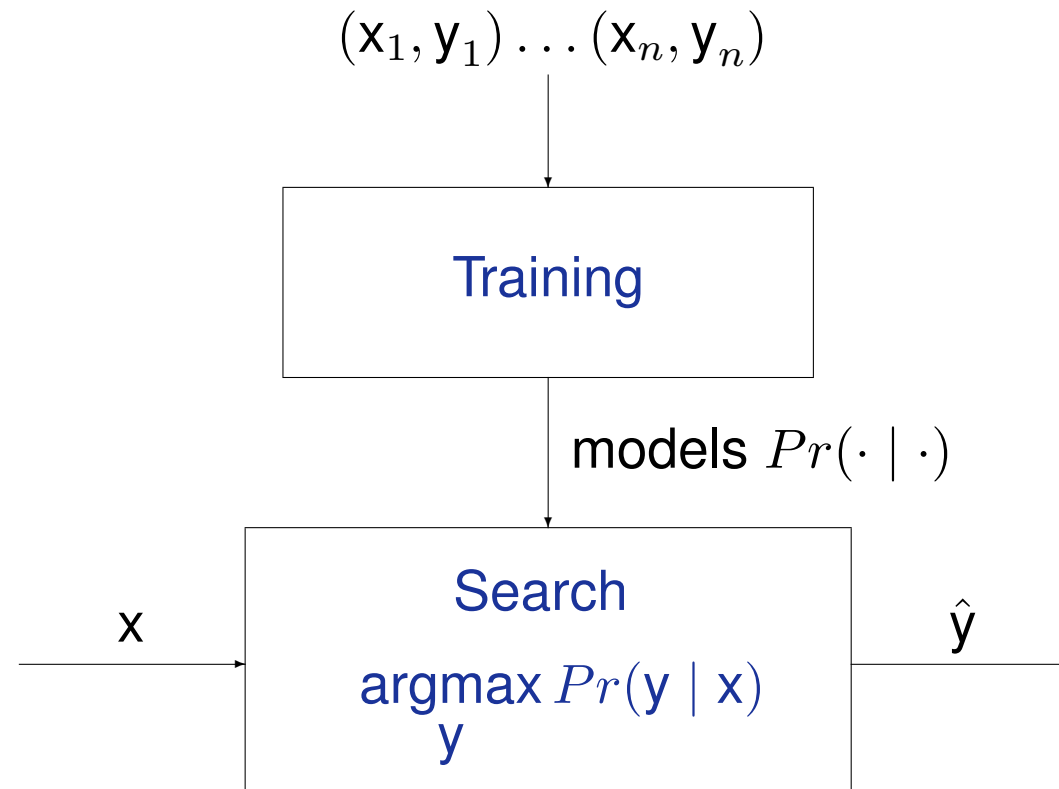 (x₁, y₁) … (xₙ, yₙ)
Training
models Pr(· | ·)
Search
x
ŷ
argmax Pr(y | x)
y